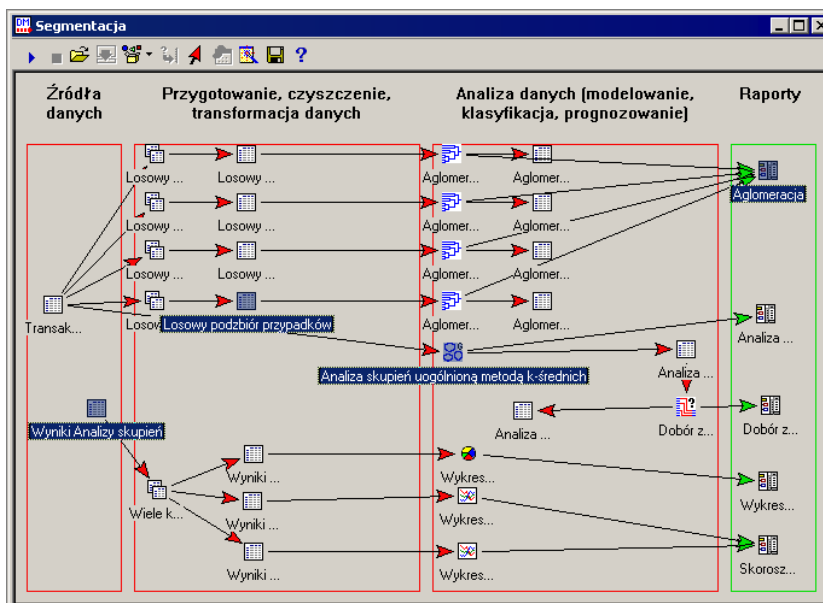 DM Segmentacja
Źródła danych
Przygotowanie, czyszczenie, transformacja danych
Analiza danych (modelowanie, klasyfikacja, prognozowanie)
Raporty
Losowy ...
Losowy ...
Aglomer...
Aglomer...
Aglomeracja
Losowy ...
Losowy ...
Aglomer...
Aglomer...
Losowy ...
Losowy ...
Aglomer...
Aglomer...
Transak...
Losow
Losowy podzbiór przypadków
Aglomer...
Aglomer...
Analiza ...
Analiza skupień uogólnioną metodą k-średnich
Analiza ...
Wyniki Analizy skupień
Analiza ...
Dobór z...
Dobór z...
Wiele k...
Wyniki ...
Wykres...
Wykres...
Wyniki ...
Wykres...
Wyniki ...
Wykres...
Skorosz...